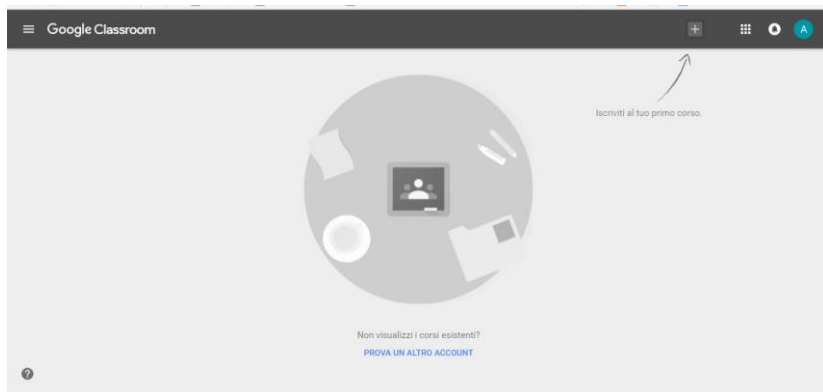 Google Classroom
A
Iscriviti al tuo primo corso.
Non visualizzi i corsi esistenti?
PROVA UN ALTRO ACCOUNT